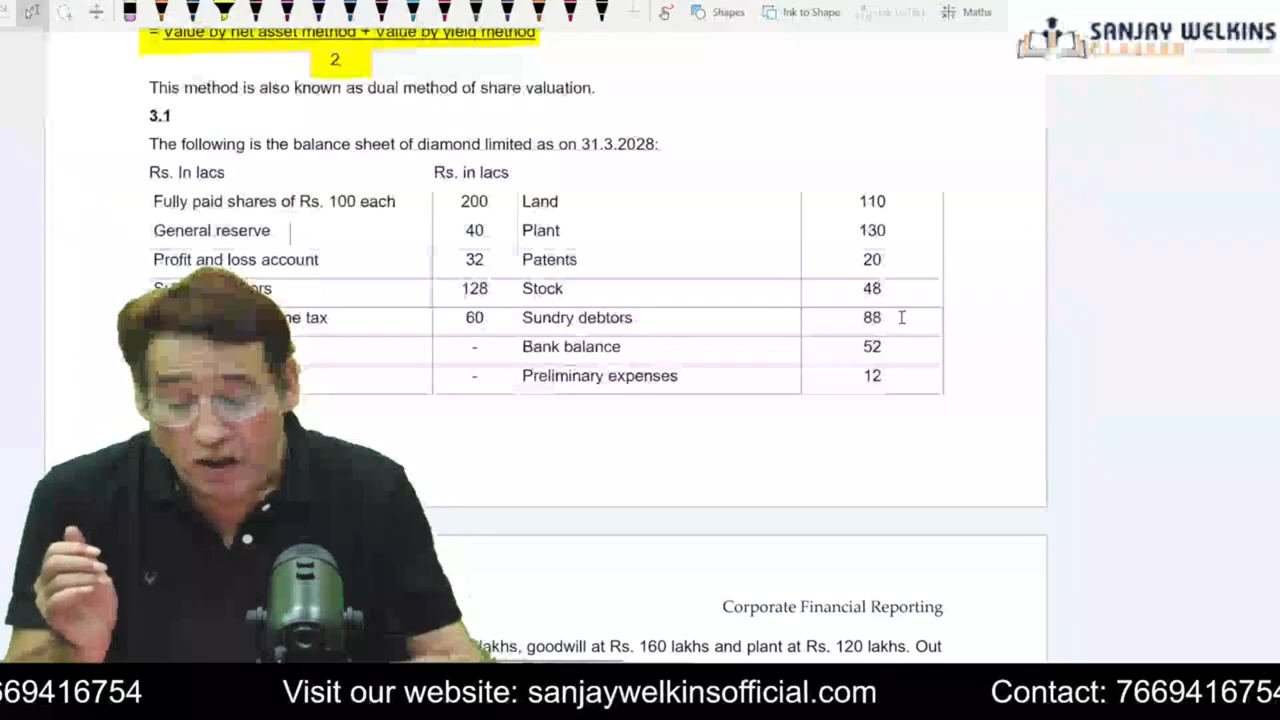 Shapes Ink to Shape Maths
SANJAY WELKINS
= Value by net asset method + Value by yield method
2
This method is also known as dual method of share valuation.
3.1
The following is the balance sheet of diamond limited as on 31.3.2028:
Rs. In lacs Rs. in lacs
Fully paid shares of Rs. 100 each 200 Land 110
General reserve 40 Plant 130
Profit and loss account 32 Patents 20
128 Stock 48
tax 60 Sundry debtors 88
- Bank balance 52
- Preliminary expenses 12
Corporate Financial Reporting
lakhs, goodwill at Rs. 160 lakhs and plant at Rs. 120 lakhs. Out
669416754 Visit our website: sanjaywelkinsofficial.com Contact: 7669416754